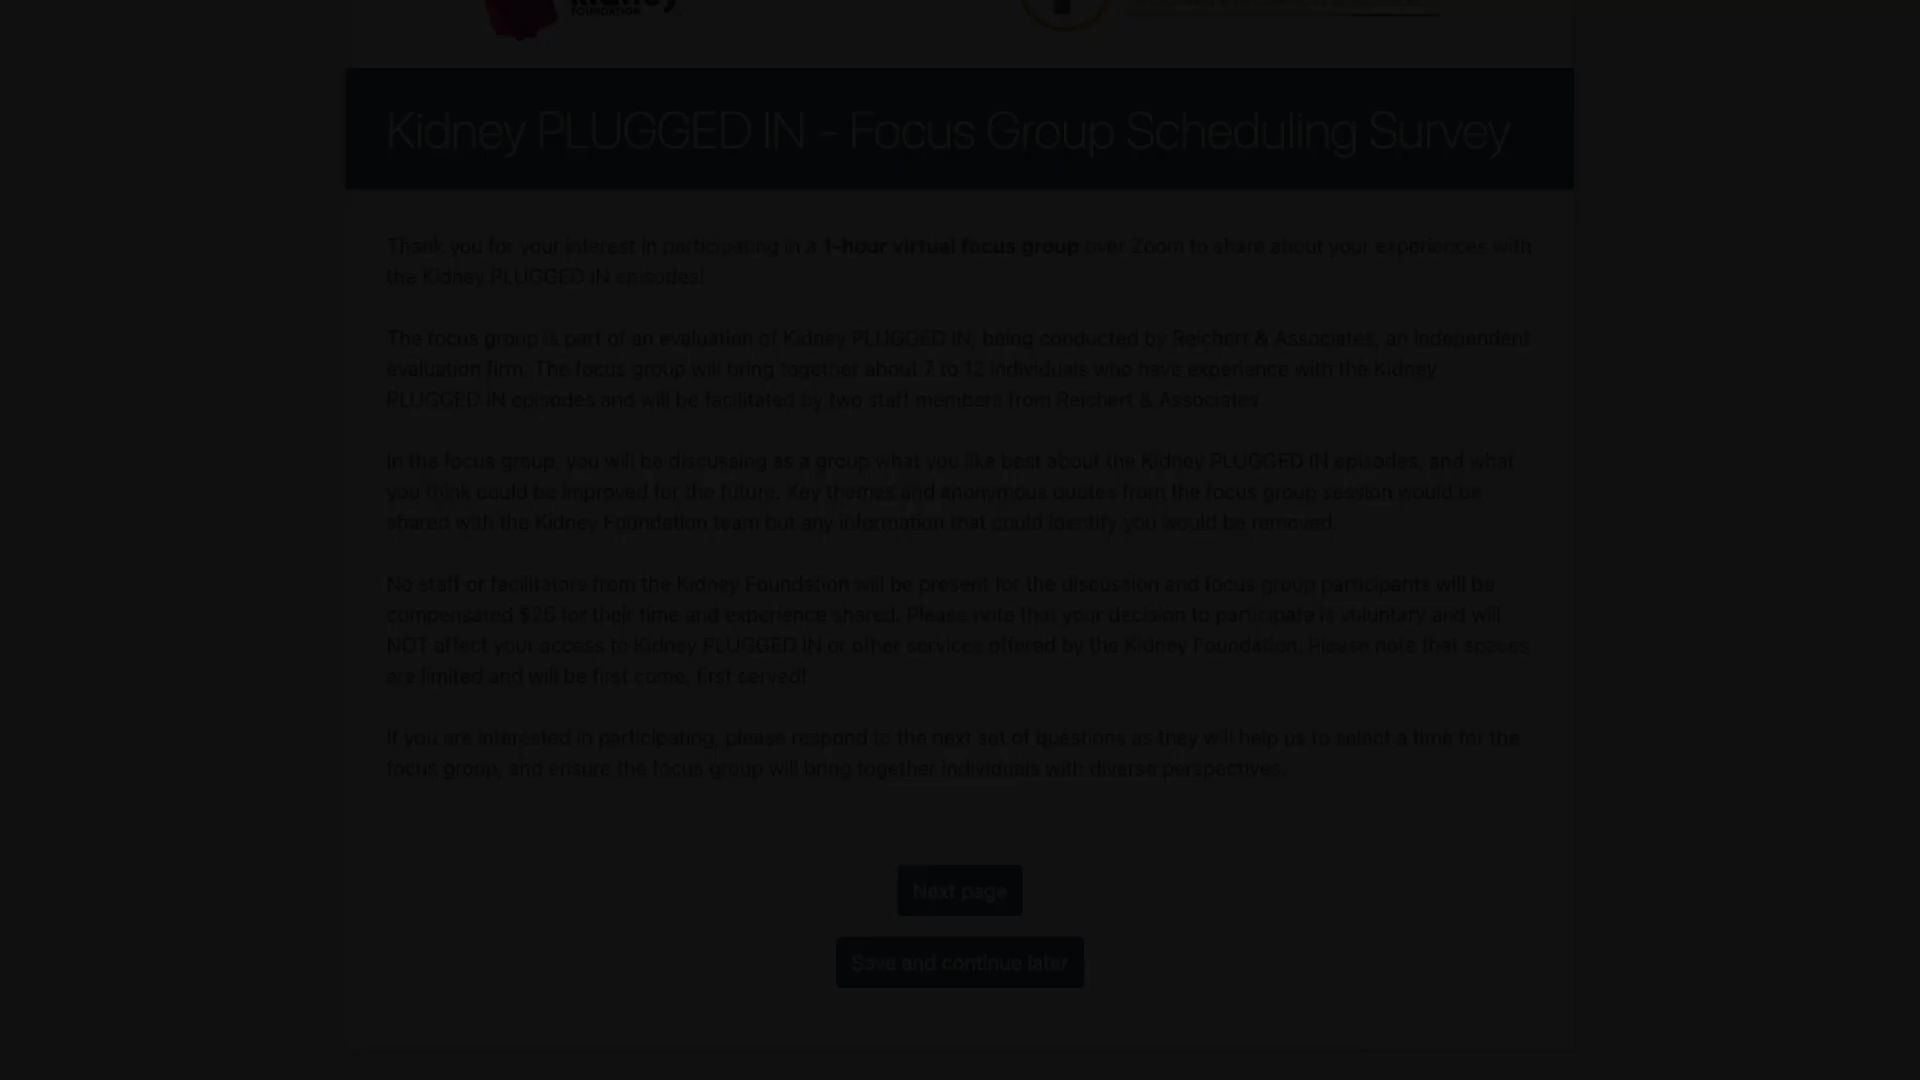 FOUNDATION
Kidney PLUGGED IN - Focus Group Scheduling Survey
Thank you for your interest in participating in a 1-hour virtual focus group over Zoom to share about your experiences with
the Kidney PLUGGED IN episodes!
The focus group is part of an evaluation of Kidney PLUGGED IN, being conducted by Reichert & Associates, an independent
evaluation firm. The focus group will bring together about 7 to 12 individuals who have experience with the Kidney
PLUGGED IN episodes and will be facilitated by two staff members from Reichert & Associates.
In the focus group, you will be discussing as a group what you like best about the Kidney PLUGGED IN episodes, and what
you think could be improved for the future. Key themes and anonymous quotes from the focus group session would be
shared with the Kidney Foundation team but any information that could identify you would be removed.
No staff or facilitators from the Kidney Foundation will be present for the discussion and focus group participants will be
compensated $25 for their time and experience shared. Please note that your decision to participate is voluntary and will
NOT affect your access to Kidney PLUGGED IN or other services offered by the Kidney Foundation. Please note that spaces
are limited and will be first come, first served!
If you are interested in participating, please respond to the next set of questions as they will help us to select a time for the
focus group, and ensure the focus group will bring together individuals with diverse perspectives.
Next page
Save and continue later